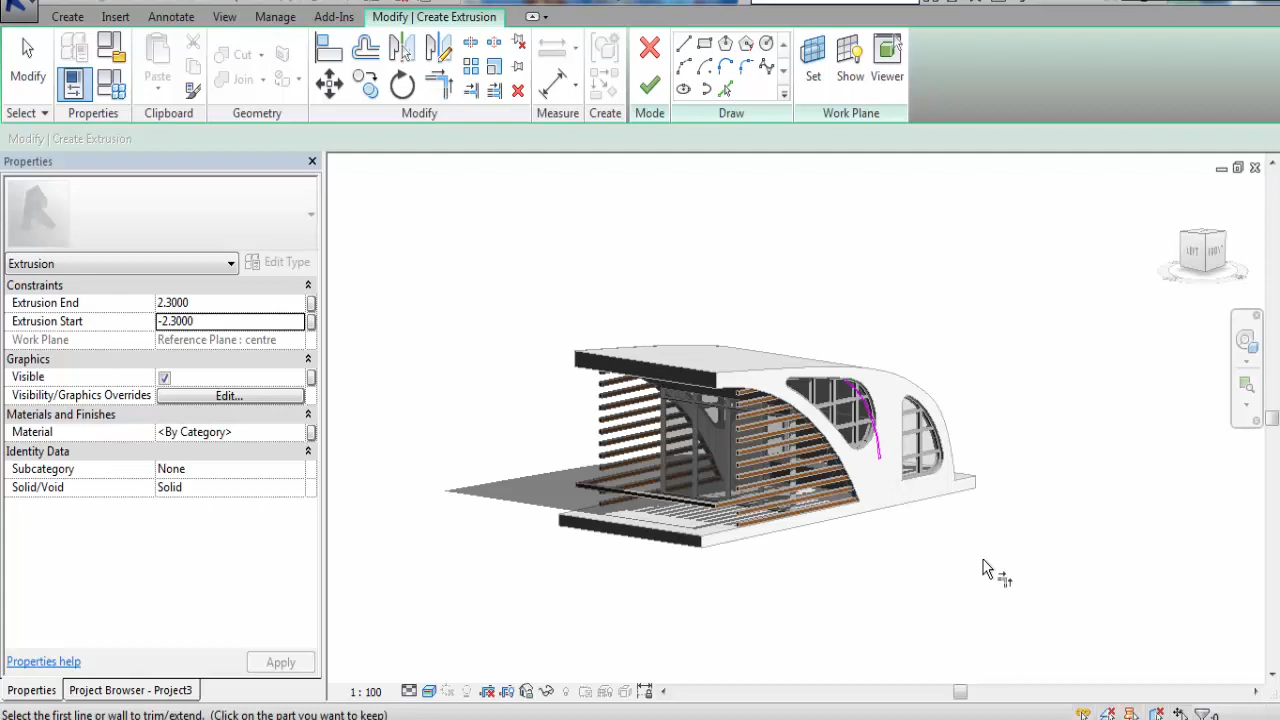 Create Insert Annotate View Manage Add-Ins Modify | Create Extrusion
Modify Paste Cut Join Set Show Viewer
Select Properties Clipboard Geometry Modify Measure Create Mode Draw Work Plane
Modify | Create Extrusion
Properties
Extrusion Edit Type
Constraints
Extrusion End 2.3000
Extrusion Start -2.3000
Work Plane Reference Plane : centre
Graphics
Visible
Visibility/Graphics Overrides Edit...
Materials and Finishes
Material <By Category>
Identity Data
Subcategory None
Solid/Void Solid
Properties help Apply
Properties Project Browser - Project3
1 : 100
Select the first line or wall to trim/extend. (Click on the part you want to keep)
:0